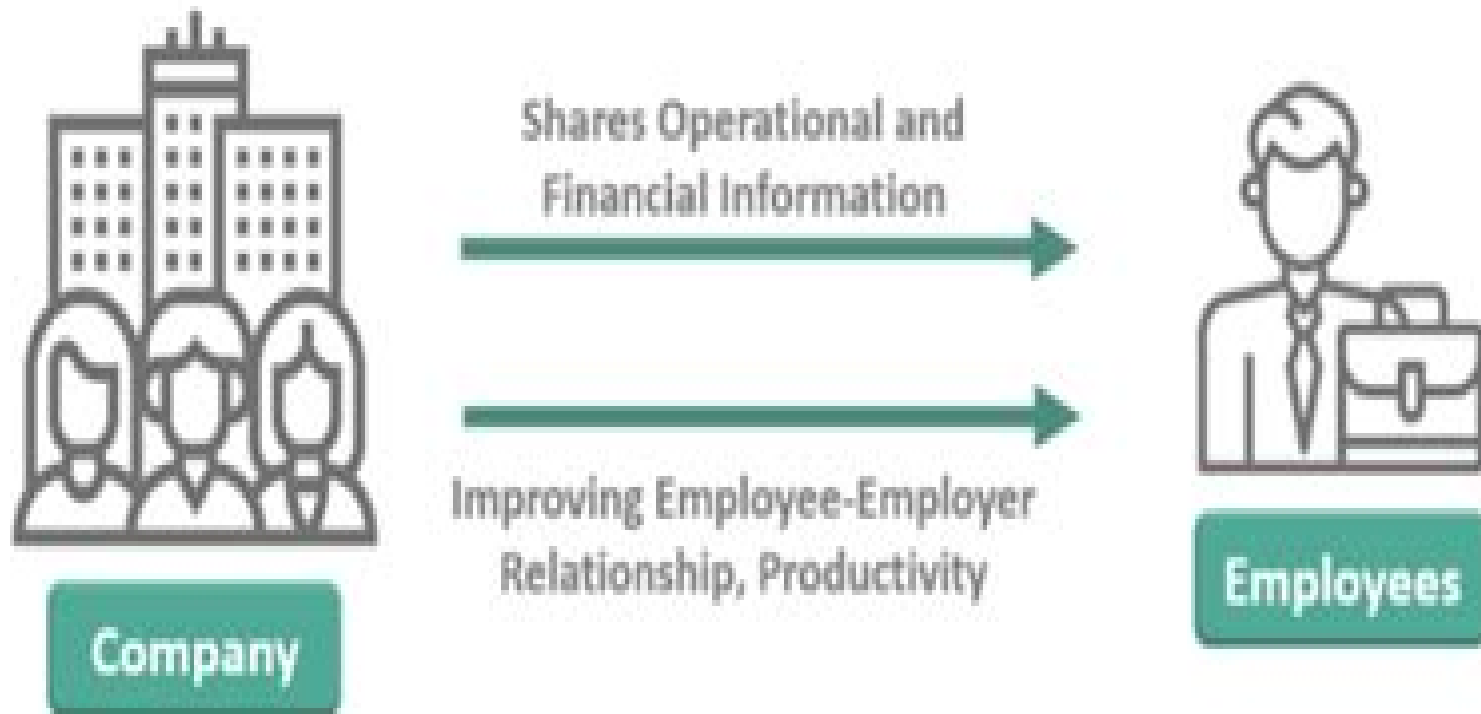 Shares Operational and
Financial Information
Improving Employee-Employer
Relationship, Productivity
Company
Employees